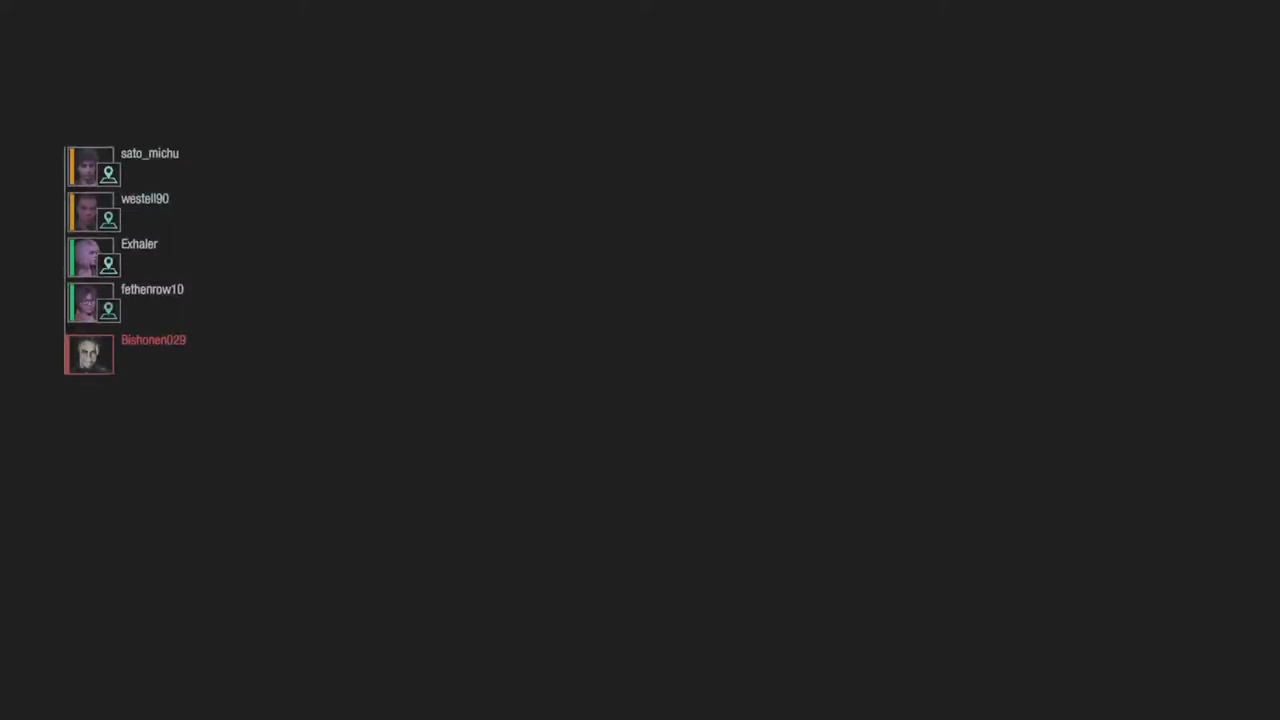 sato_michu
westell90
Exhaler
fethenrow10
Bishonen029